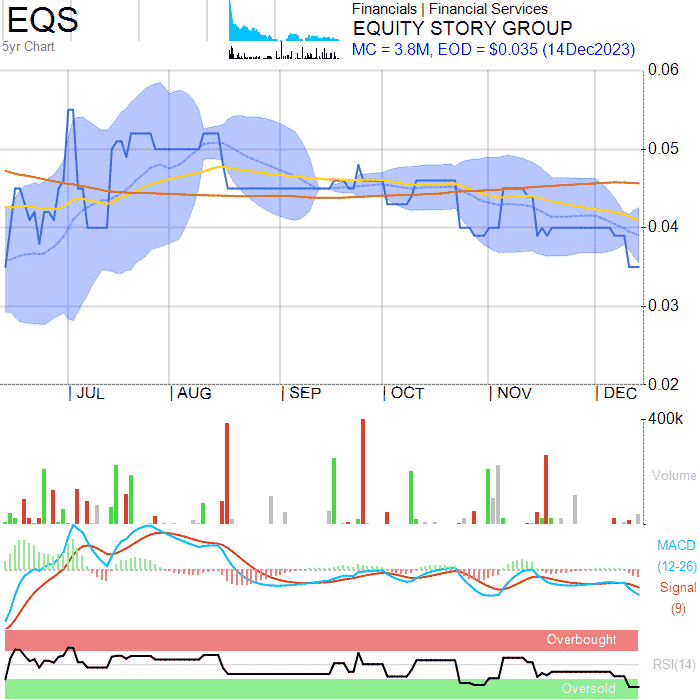 EQS
5yr Chart
Financials | Financial Services
EQUITY STORY GROUP
MC = 3.8M, EOD = $0.035 (14Dec2023)
0.06
0.05
0.04
0.03
0.02
|JUL |AUG |SEP |OCT |NOV |DEC
400k
Volume
MACD
(12-26)
Signal
(9)
Overbought
RSI(14)
Oversold